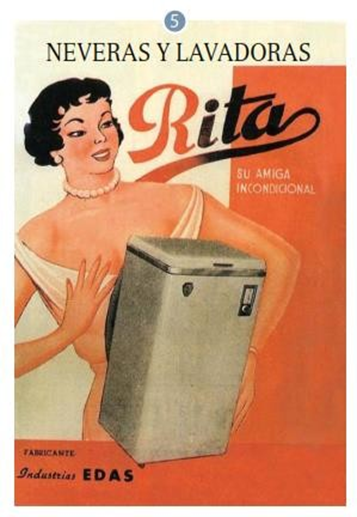 5
NEVERAS Y LAVADORAS
Rita
SU AMIGA
INCONDICIONAL
FABRICANTE
Industrias EDAS